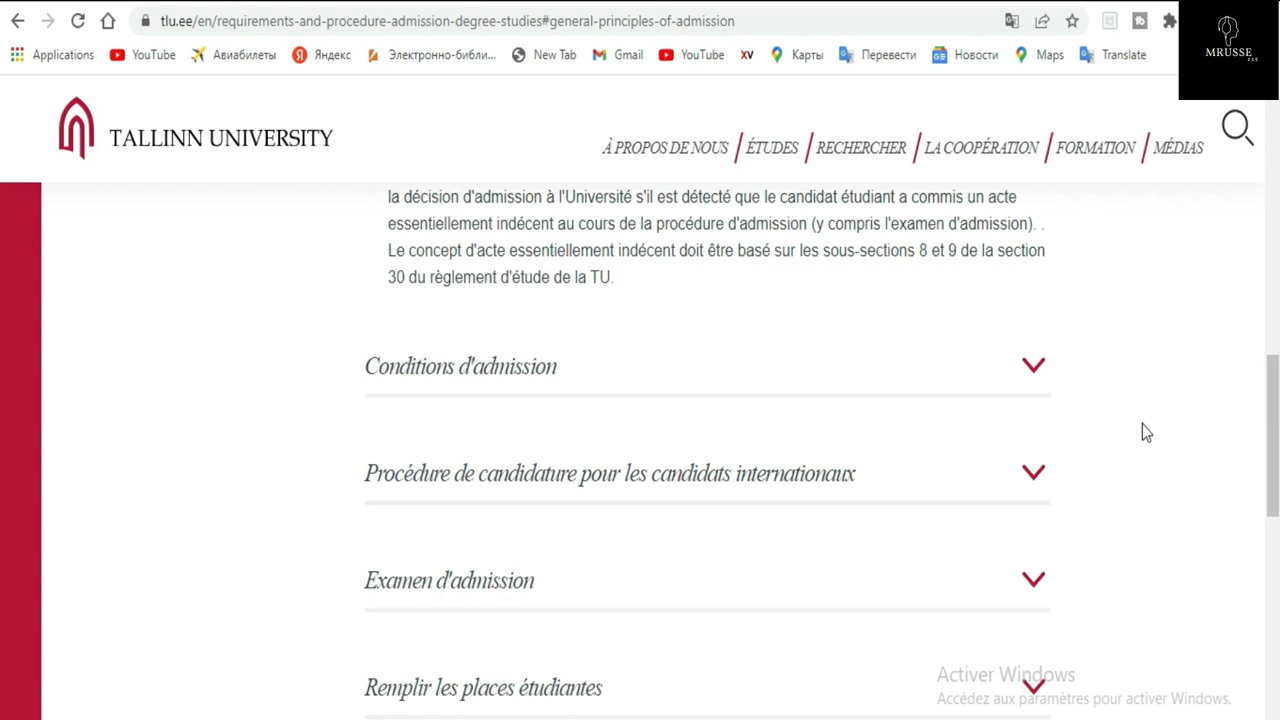 tlu.ee/en/requirements-and-procedure-admission-degree-studies#general-principles-of-admission
Applications YouTube Авиабилеты Яндекс Электронно-библи... New Tab Gmail YouTube XV Карты Перевести Новости Maps Translate
MRUSSE
225
TALLINN UNIVERSITY
À PROPOS DE NOUS / ÉTUDES / RECHERCHER / LA COOPÉRATION / FORMATION / MÉDIAS
la décision d'admission à l'Université s'il est détecté que le candidat étudiant a commis un acte
essentiellement indécent au cours de la procédure d'admission (y compris l'examen d'admission). .
Le concept d'acte essentiellement indécent doit être basé sur les sous-sections 8 et 9 de la section
30 du règlement d'étude de la TU.
Conditions d'admission
Procédure de candidature pour les candidats internationaux
Examen d'admission
Remplir les places étudiantes
Activer Windows
Accédez aux paramètres pour activer Windows.